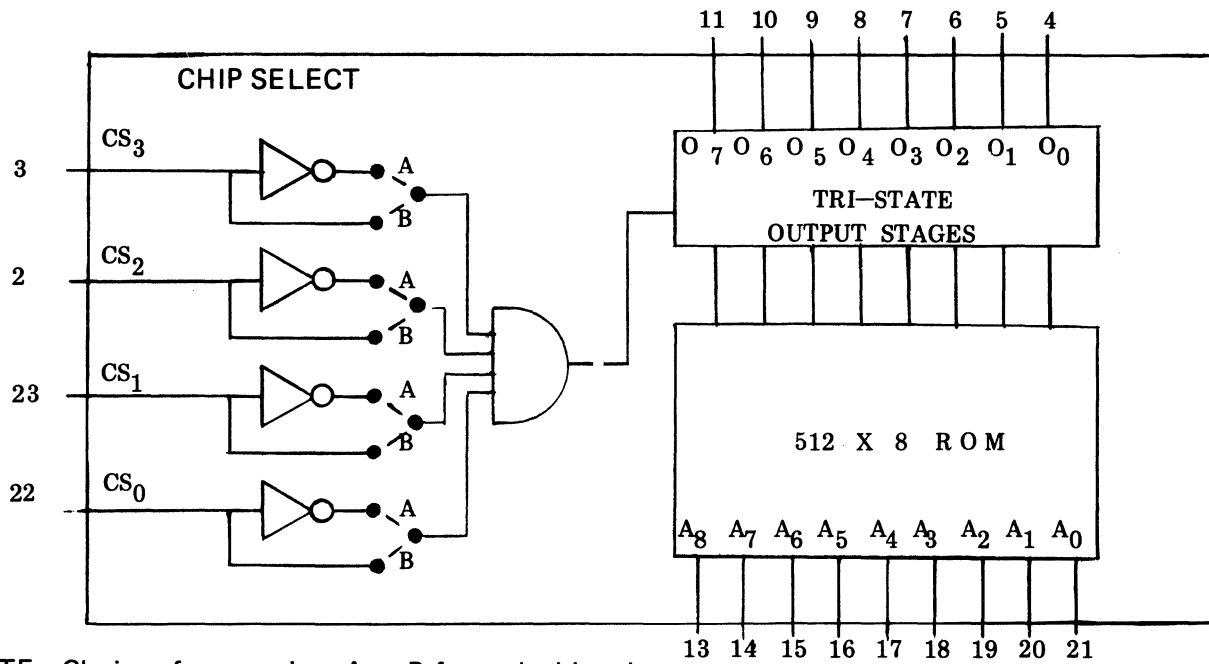 11 10 9 8 7 6 5 4
CHIP SELECT
CS3
3
A
B
O7 O6 O5 O4 O3 O2 O1 O0
TRI-STATE
OUTPUT STAGES
CS2
2
A
B
CS1
23
A
B
512 X 8 ROM
CS0
22
A
B
A8 A7 A6 A5 A4 A3 A2 A1 A0
13 14 15 16 17 18 19 20 21